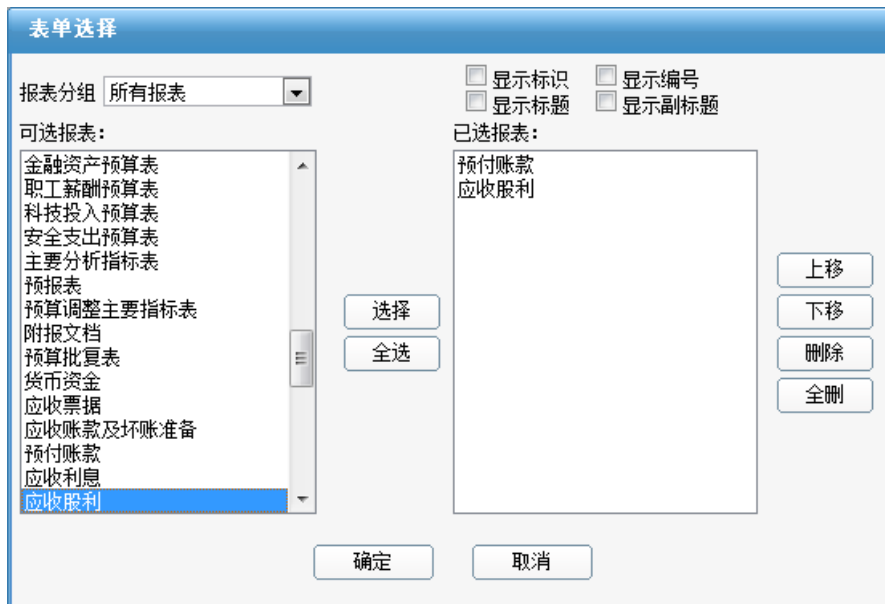 表单选择
报表分组 所有报表
显示标识 显示编号
显示标题 显示副标题
可选报表：
已选报表：
金融资产预算表
职工薪酬预算表
科技投入预算表
安全支出预算表
主要分析指标表
预报表
预算调整主要指标表
附报文档
预算批复表
货币资金
应收票据
应收账款及坏账准备
预付账款
应收利息
应收股利
选择
全选
预付账款
应收股利
上移
下移
删除
全删
确定
取消